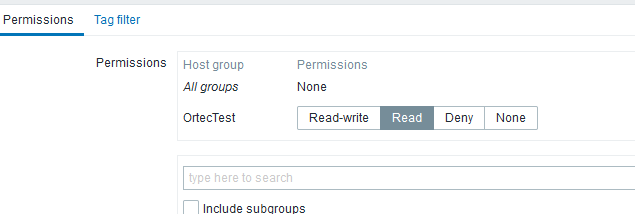 Permissions Tag filter
Permissions Host group Permissions
All groups None
OrtecTest Read-write Read Deny None
type here to search
Include subgroups